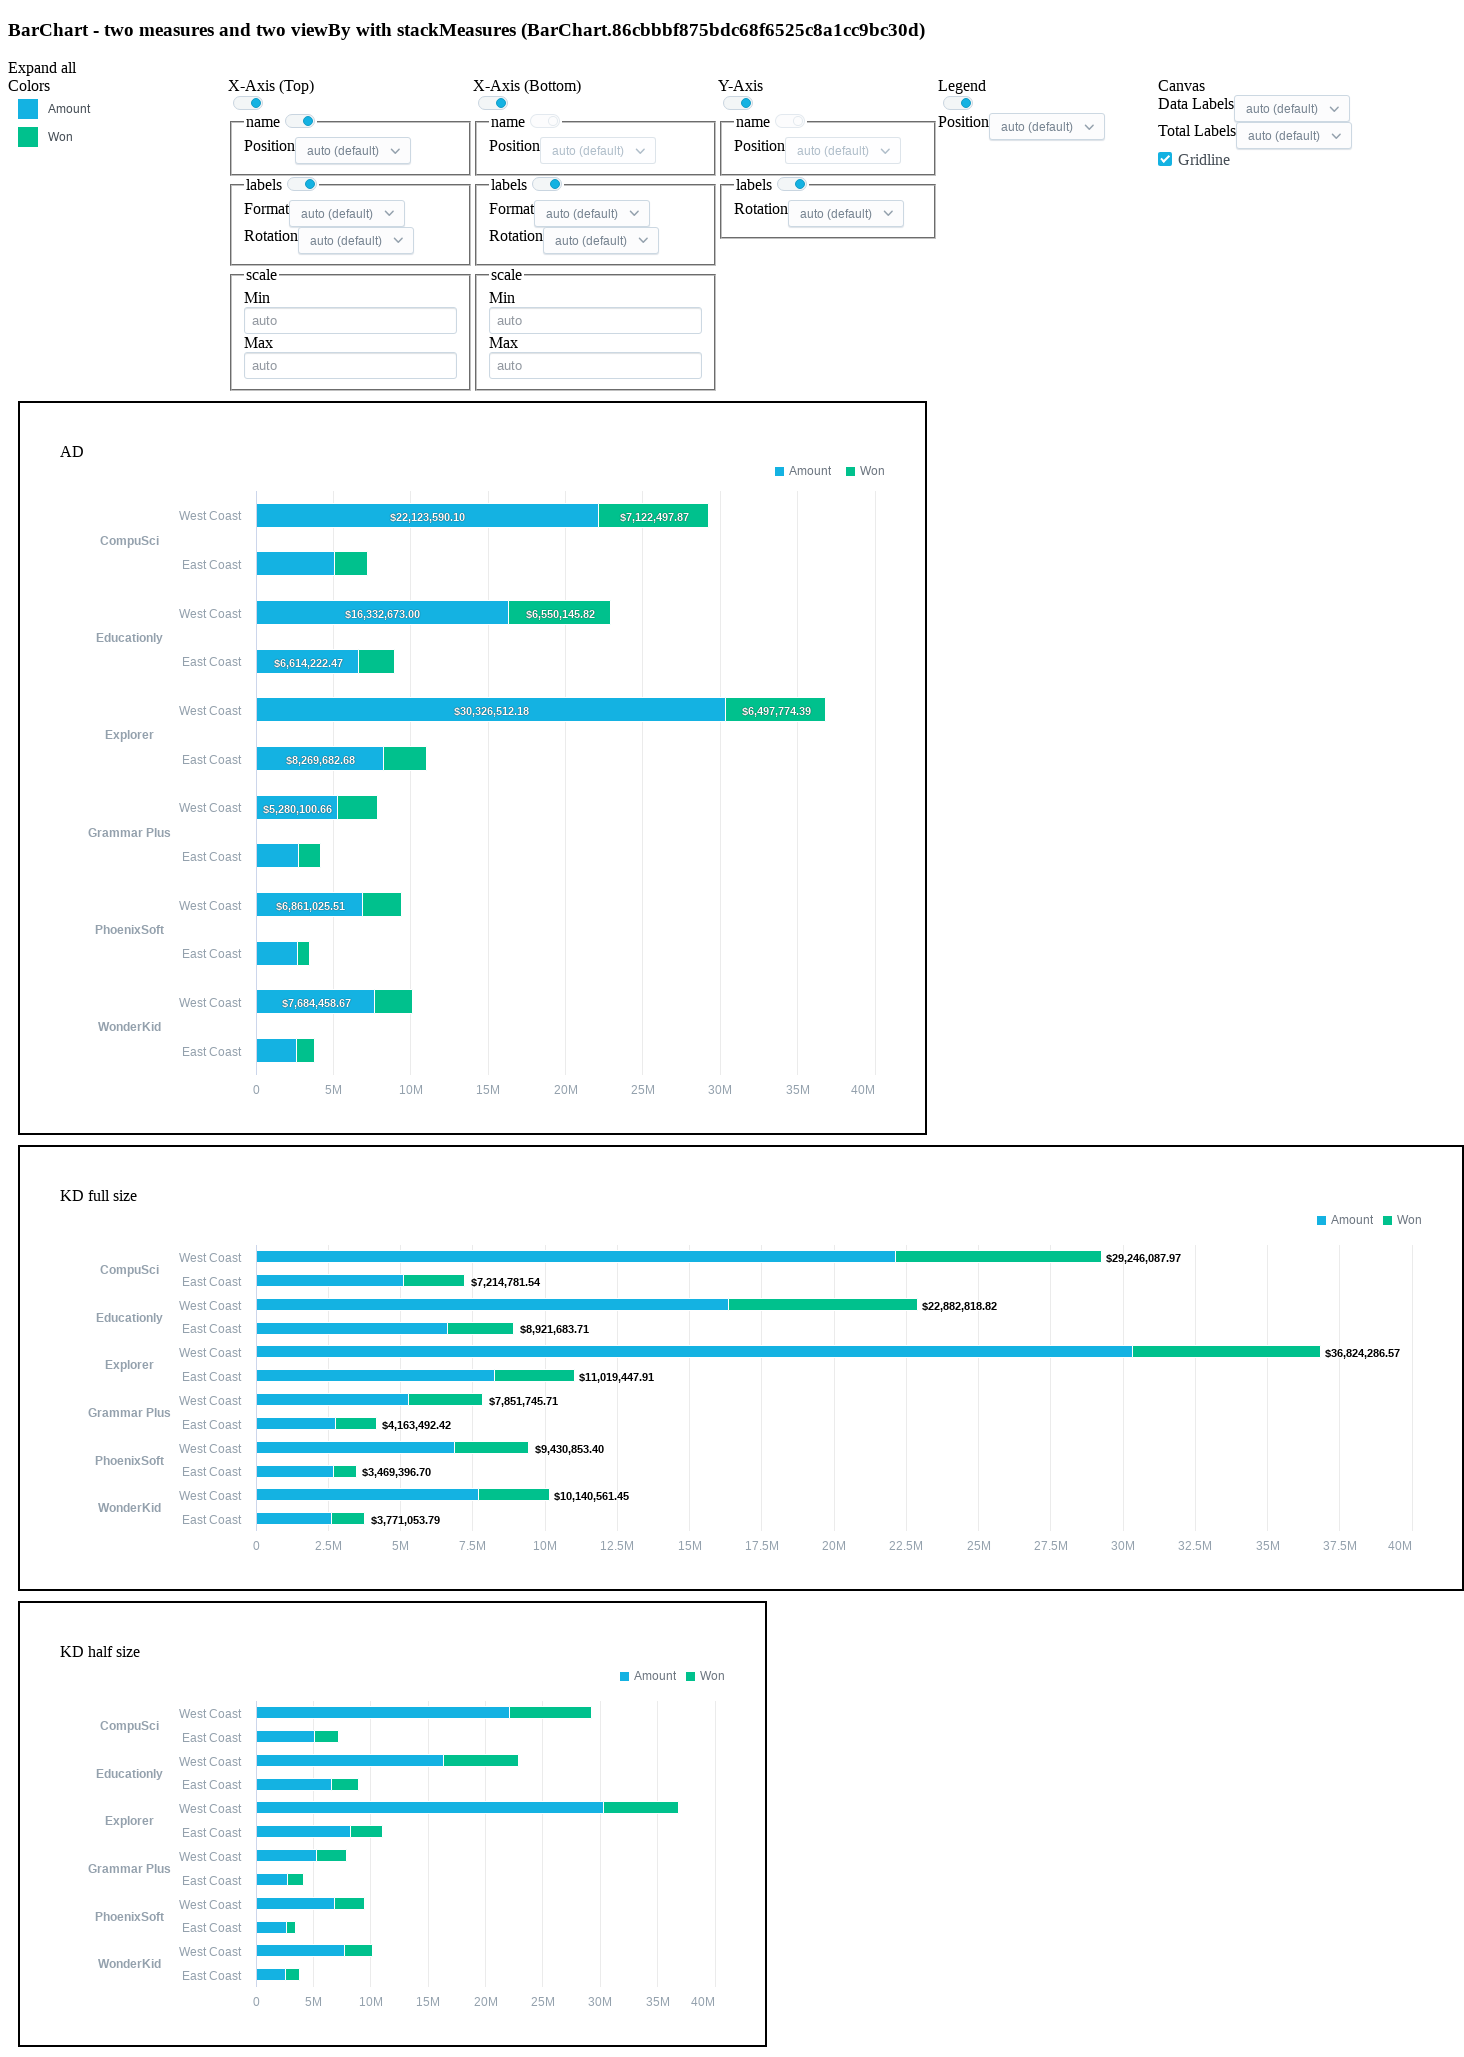 BarChart - two measures and two viewBy with stackMeasures (BarChart.86cbbbf875bdc68f6525c8a1cc9bc30d)
Expand all
Colors
Amount
Won
X-Axis (Top)
name
Position auto (default)
labels
Format auto (default)
Rotation auto (default)
scale
Min
auto
Max
auto
X-Axis (Bottom)
name
Position auto (default)
labels
Format auto (default)
Rotation auto (default)
scale
Min
auto
Max
auto
Y-Axis
name
Position auto (default)
labels
Rotation auto (default)
Legend
Position auto (default)
Canvas
Data Labels auto (default)
Total Labels auto (default)
Gridline
AD
Amount Won
CompuSci
West Coast $22,123,590.10 $7,122,497.87
East Coast
Educationly
West Coast $16,332,673.00 $6,550,145.82
East Coast $6,614,222.47
Explorer
West Coast $30,326,512.18 $6,497,774.39
East Coast $8,269,682.68
Grammar Plus
West Coast $5,280,100.66
East Coast
PhoenixSoft
West Coast $6,861,025.51
East Coast
WonderKid
West Coast $7,684,458.67
East Coast
0 5M 10M 15M 20M 25M 30M 35M 40M
KD full size
Amount Won
CompuSci
West Coast $29,246,087.97
East Coast $7,214,781.54
Educationly
West Coast $22,882,818.82
East Coast $8,921,683.71
Explorer
West Coast $36,824,286.57
East Coast $11,019,447.91
Grammar Plus
West Coast $7,851,745.71
East Coast $4,163,492.42
PhoenixSoft
West Coast $9,430,853.40
East Coast $3,469,396.70
WonderKid
West Coast $10,140,561.45
East Coast $3,771,053.79
0 2.5M 5M 7.5M 10M 12.5M 15M 17.5M 20M 22.5M 25M 27.5M 30M 32.5M 35M 37.5M 40M
KD half size
Amount Won
CompuSci
West Coast
East Coast
Educationly
West Coast
East Coast
Explorer
West Coast
East Coast
Grammar Plus
West Coast
East Coast
PhoenixSoft
West Coast
East Coast
WonderKid
West Coast
East Coast
0 5M 10M 15M 20M 25M 30M 35M 40M